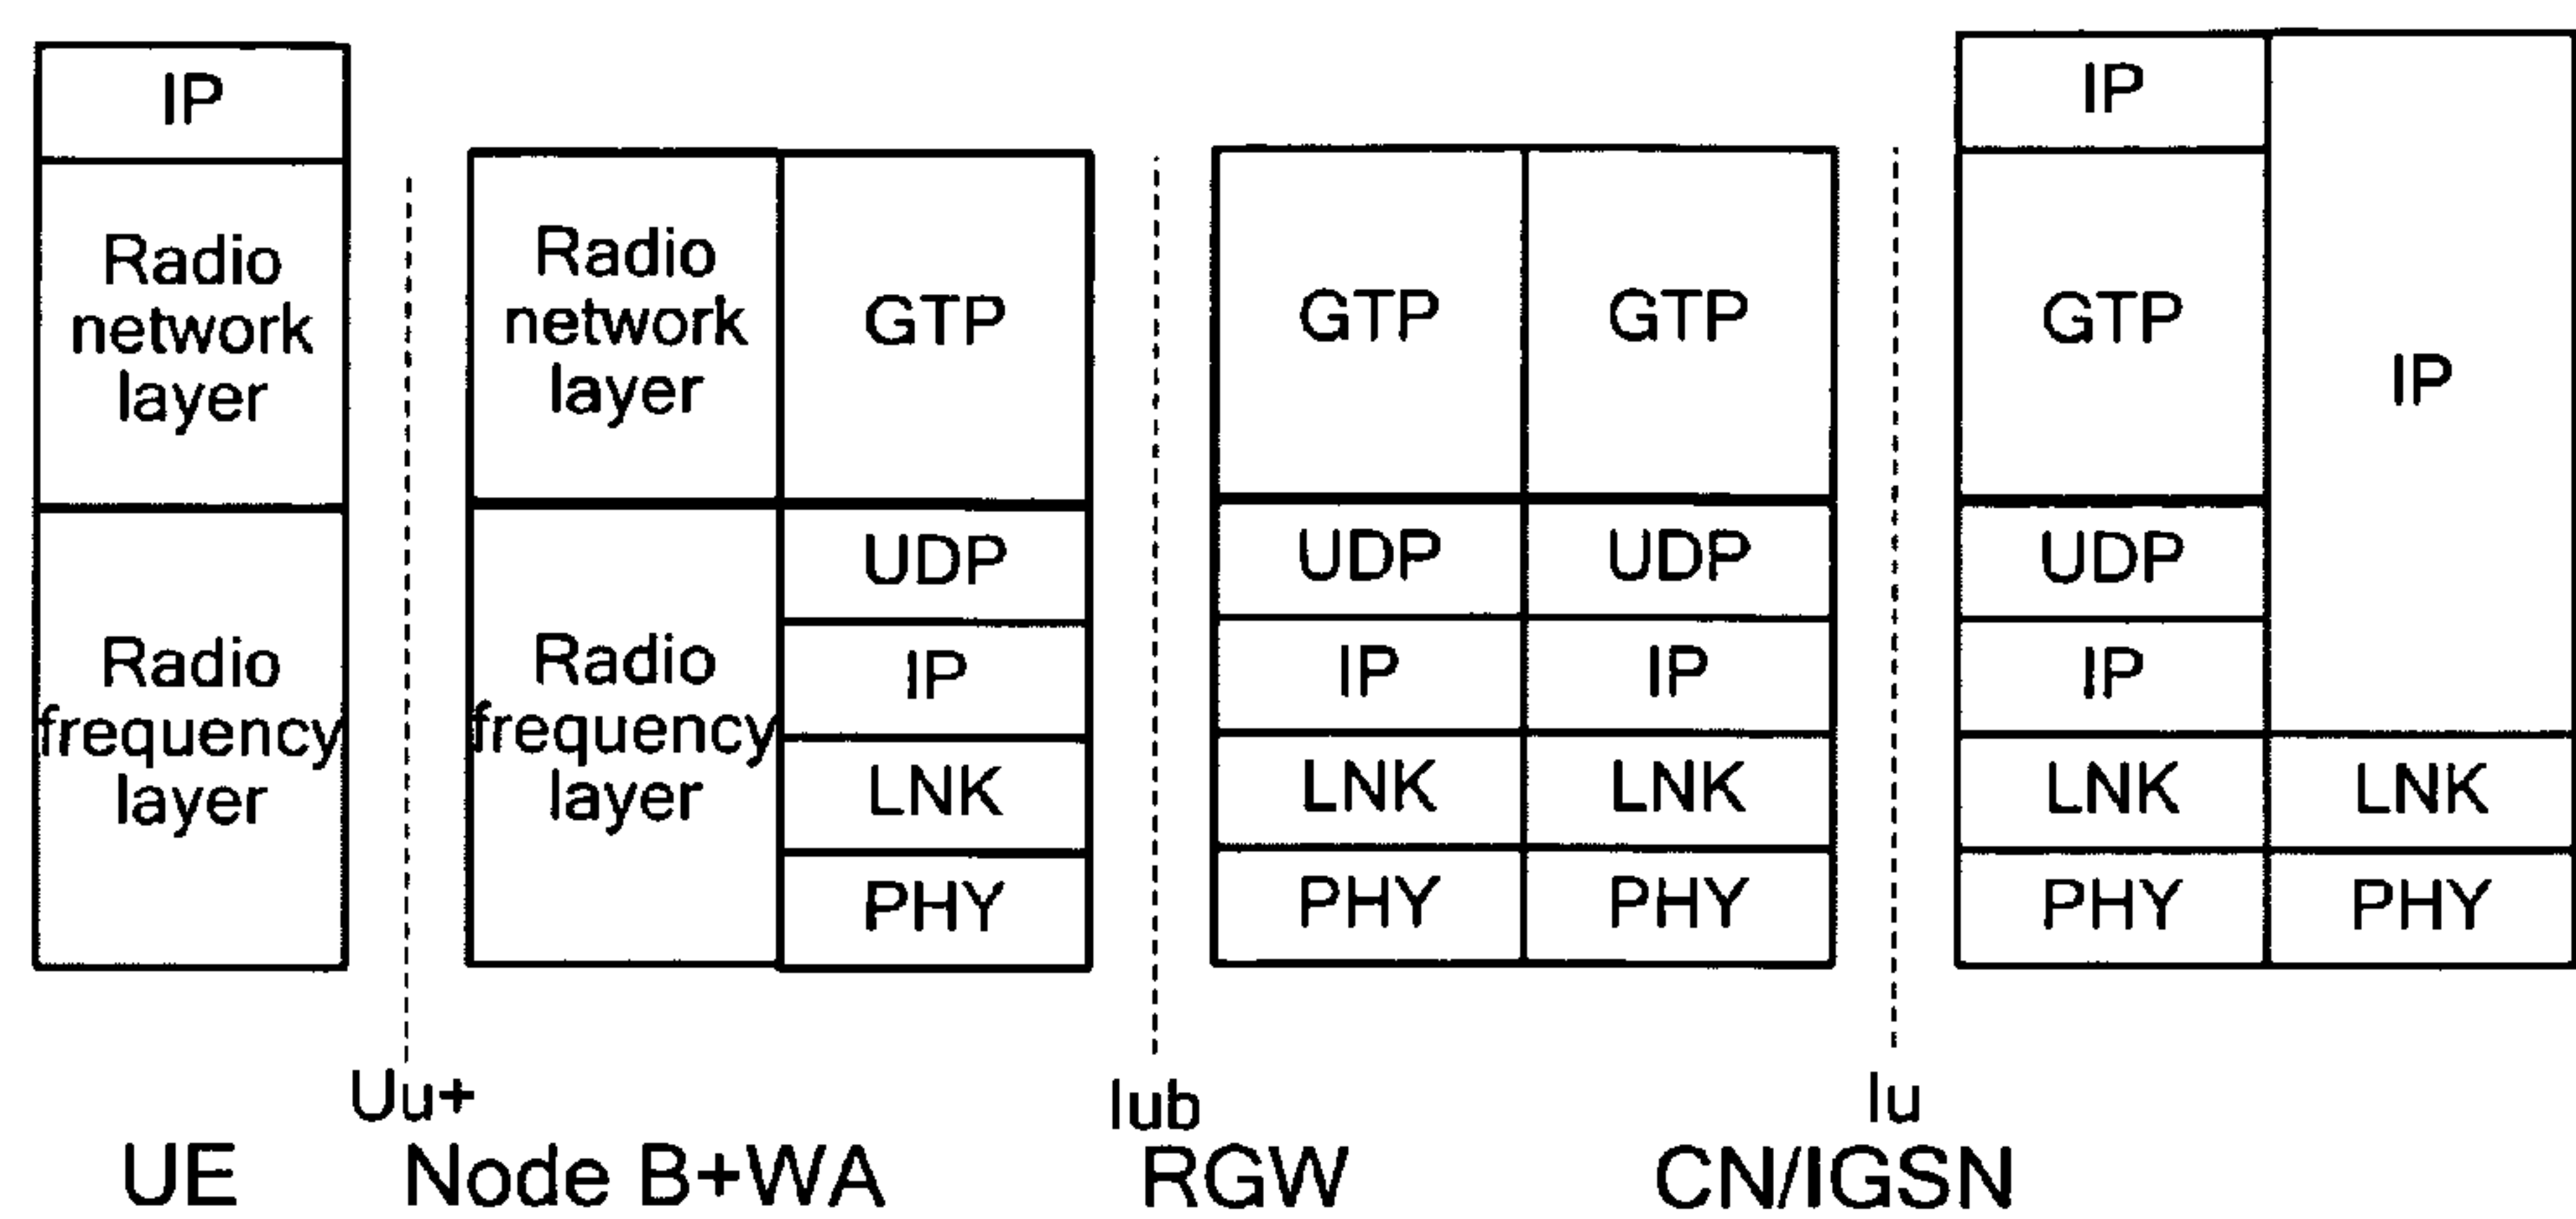 IP
Radio
network
layer
Radio
frequency
layer
Radio
network
layer
Radio
frequency
layer
GTP
UDP
IP
LNK
PHY
GTP
UDP
IP
LNK
PHY
GTP
UDP
IP
LNK
PHY
IP
GTP
UDP
IP
LNK
PHY
IP
LNK
PHY
Uu+
Iub
Iu
UE
Node B+WA
RGW
CN/IGSN